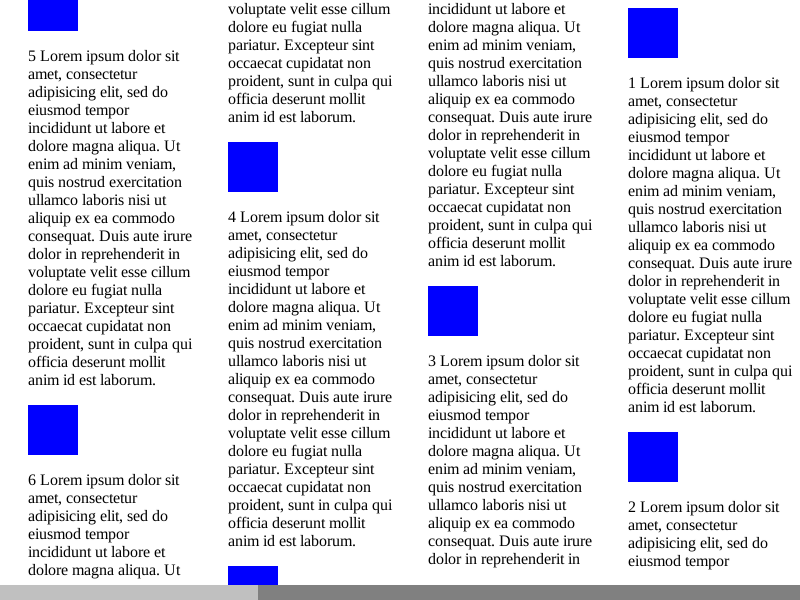 1 Lorem ipsum dolor sit
amet, consectetur
adipisicing elit, sed do
eiusmod tempor
incididunt ut labore et
dolore magna aliqua. Ut
enim ad minim veniam,
quis nostrud exercitation
ullamco laboris nisi ut
aliquip ex ea commodo
consequat. Duis aute irure
dolor in reprehenderit in
voluptate velit esse cillum
dolore eu fugiat nulla
pariatur. Excepteur sint
occaecat cupidatat non
proident, sunt in culpa qui
officia deserunt mollit
anim id est laborum.
2 Lorem ipsum dolor sit
amet, consectetur
adipisicing elit, sed do
eiusmod tempor
incididunt ut labore et
dolore magna aliqua. Ut
enim ad minim veniam,
quis nostrud exercitation
ullamco laboris nisi ut
aliquip ex ea commodo
consequat. Duis aute irure
dolor in reprehenderit in
voluptate velit esse cillum
dolore eu fugiat nulla
pariatur. Excepteur sint
occaecat cupidatat non
proident, sunt in culpa qui
officia deserunt mollit
anim id est laborum.
3 Lorem ipsum dolor sit
amet, consectetur
adipisicing elit, sed do
eiusmod tempor
incididunt ut labore et
dolore magna aliqua. Ut
enim ad minim veniam,
quis nostrud exercitation
ullamco laboris nisi ut
aliquip ex ea commodo
consequat. Duis aute irure
dolor in reprehenderit in
voluptate velit esse cillum
dolore eu fugiat nulla
pariatur. Excepteur sint
occaecat cupidatat non
proident, sunt in culpa qui
officia deserunt mollit
anim id est laborum.
4 Lorem ipsum dolor sit
amet, consectetur
adipisicing elit, sed do
eiusmod tempor
incididunt ut labore et
dolore magna aliqua. Ut
enim ad minim veniam,
quis nostrud exercitation
ullamco laboris nisi ut
aliquip ex ea commodo
consequat. Duis aute irure
dolor in reprehenderit in
voluptate velit esse cillum
dolore eu fugiat nulla
pariatur. Excepteur sint
occaecat cupidatat non
proident, sunt in culpa qui
officia deserunt mollit
anim id est laborum.
5 Lorem ipsum dolor sit
amet, consectetur
adipisicing elit, sed do
eiusmod tempor
incididunt ut labore et
dolore magna aliqua. Ut
enim ad minim veniam,
quis nostrud exercitation
ullamco laboris nisi ut
aliquip ex ea commodo
consequat. Duis aute irure
dolor in reprehenderit in
voluptate velit esse cillum
dolore eu fugiat nulla
pariatur. Excepteur sint
occaecat cupidatat non
proident, sunt in culpa qui
officia deserunt mollit
anim id est laborum.
6 Lorem ipsum dolor sit
amet, consectetur
adipisicing elit, sed do
eiusmod tempor
incididunt ut labore et
dolore magna aliqua. Ut